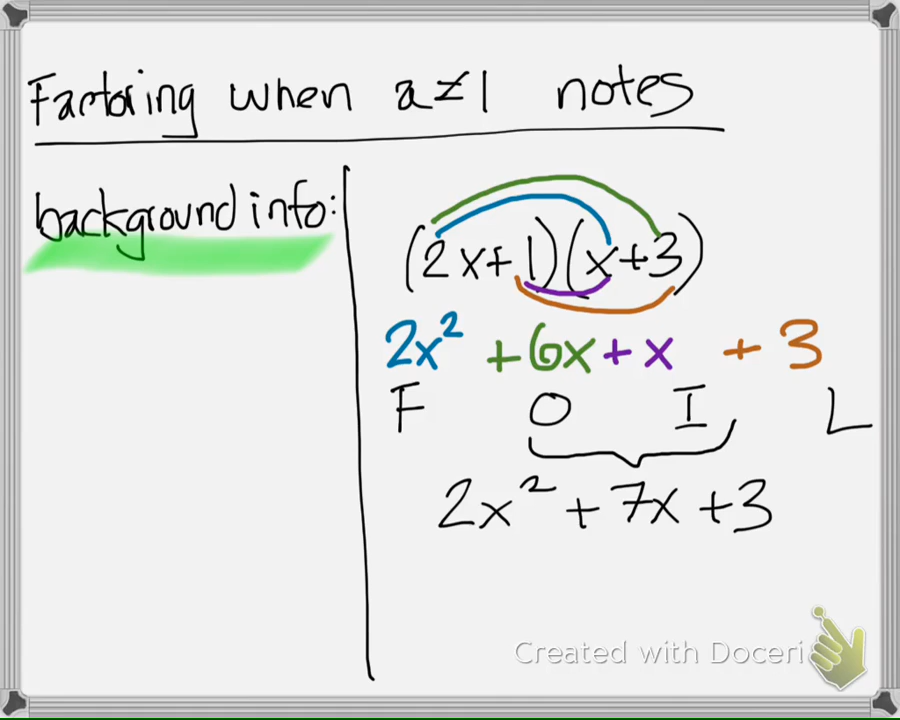 Factoring when a≠1 notes
background info:
(2x+1)(x+3)
2x² +6x+x +3
F O I L
2x²+7x+3
Created with Doceri